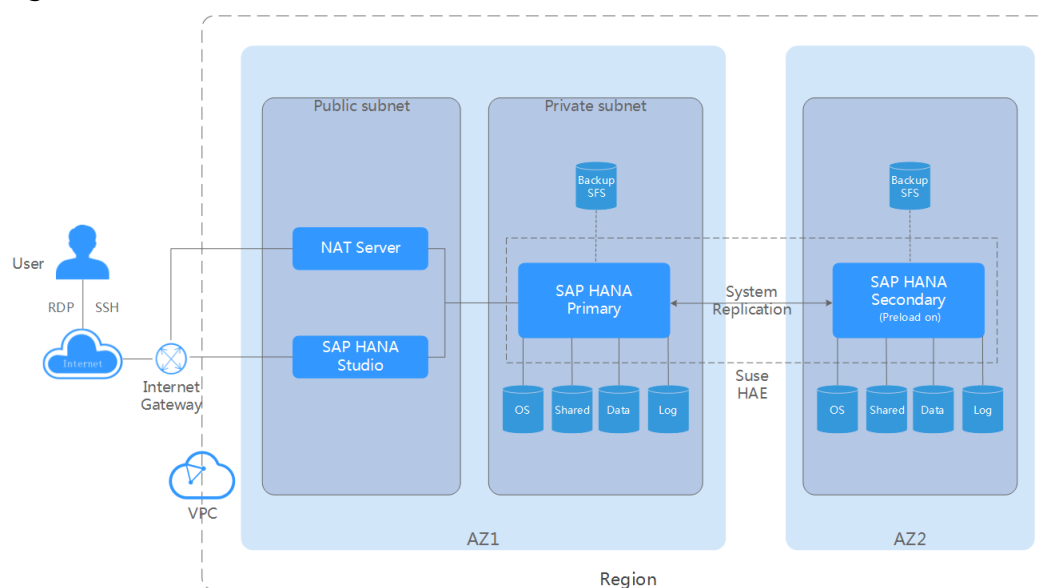 Public subnet
Private subnet
Backup
SFS
Backup
SFS
User
NAT Server
SAP HANA
Primary
System
Replication
SAP HANA
Secondary
(Preload on)
RDP
SSH
Internet
SAP HANA
Studio
Internet
Gateway
Suse
HAE
OS
Shared
Data
Log
OS
Shared
Data
Log
VPC
AZ1
AZ2
Region